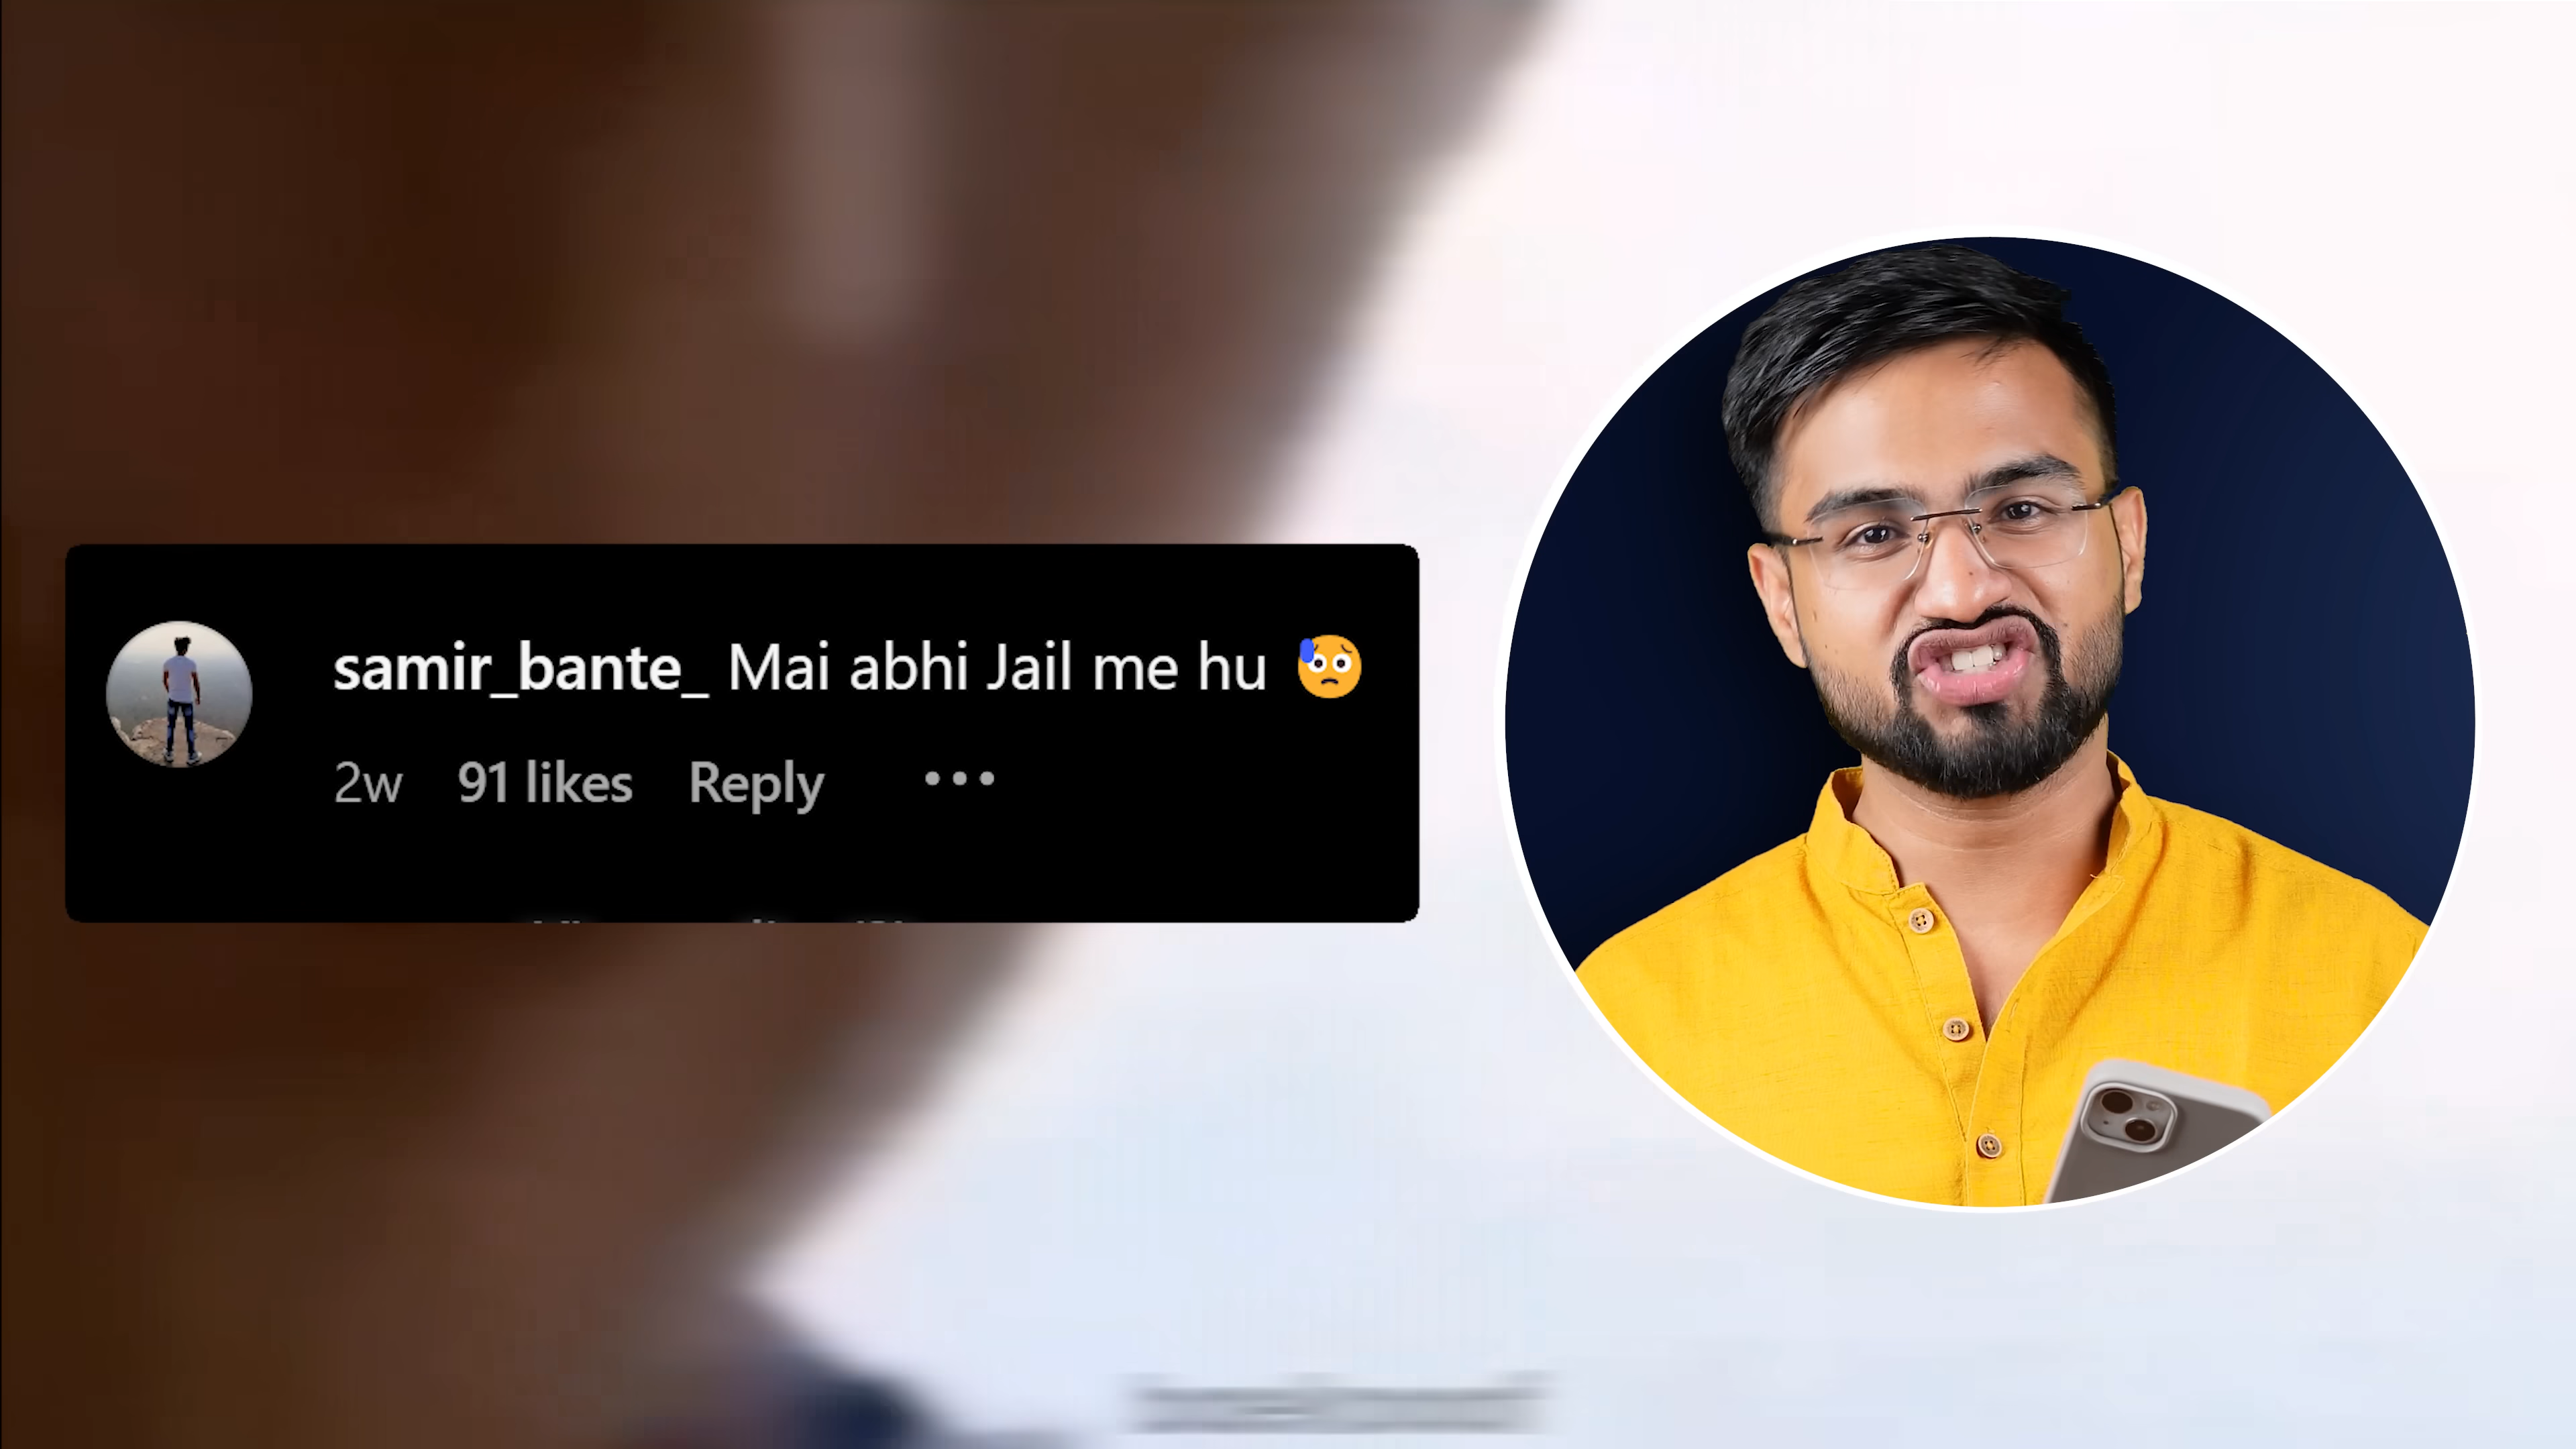 samir_bante_ Mai abhi Jail me hu 😓
2w 91 likes Reply •••